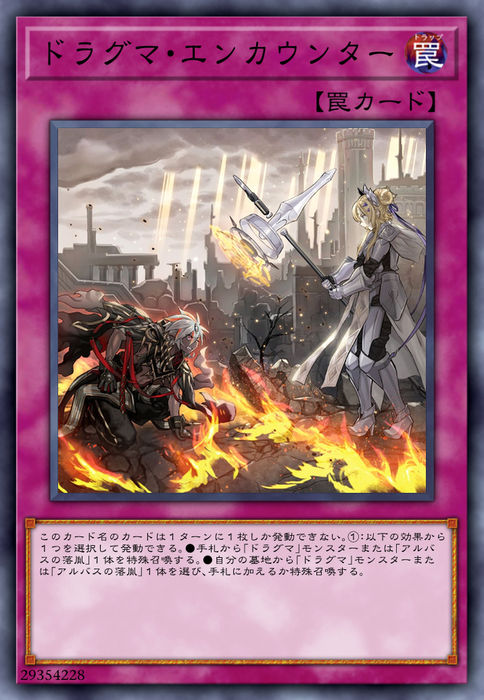 ドラグマ・エンカウンター
トラップ
罠
【罠カード】
このカード名のカードは１ターンに１枚しか発動できない。①：以下の効果から
１つを選択して発動できる。●手札から「ドラグマ」モンスターまたは「アルバ
スの落胤」１体を特殊召喚する。●自分の墓地から「ドラグマ」モンスターまた
は「アルバスの落胤」１体を選び、手札に加えるか特殊召喚する。
29354228